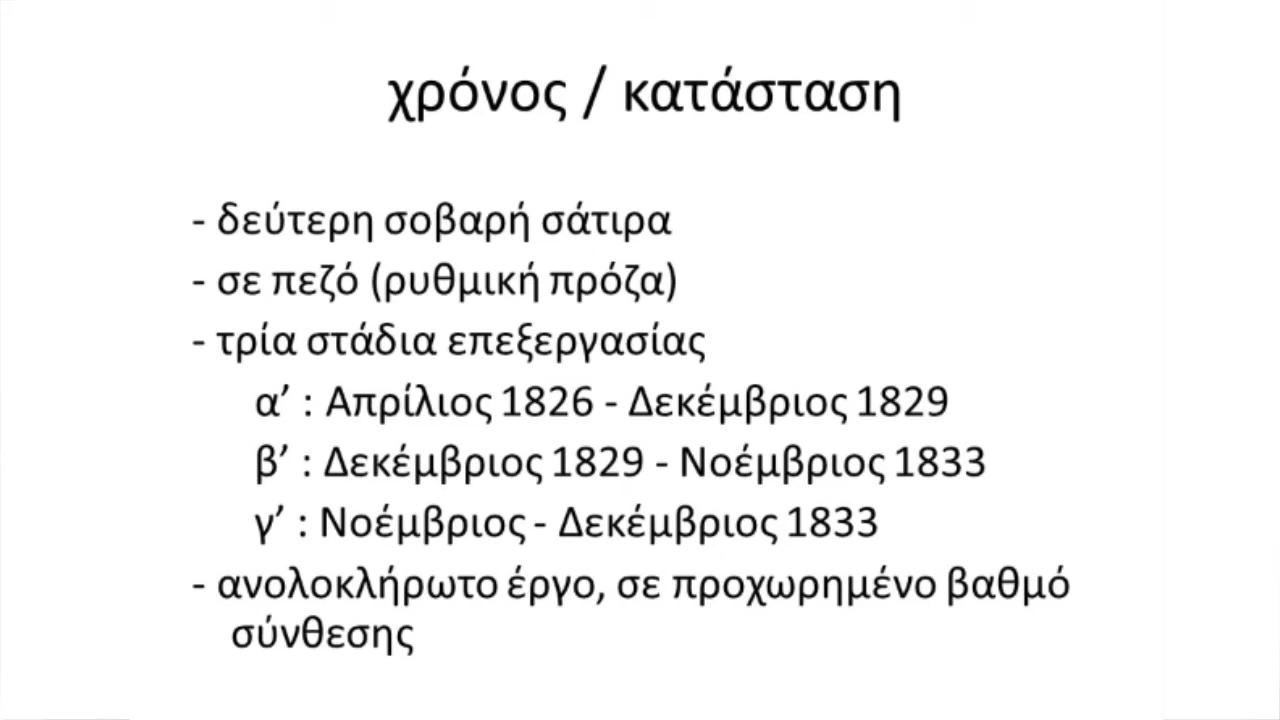 χρόνος / κατάσταση
- δεύτερη σοβαρή σάτιρα
- σε πεζό (ρυθμική πρόζα)
- τρία στάδια επεξεργασίας
α’ : Απρίλιος 1826 - Δεκέμβριος 1829
β’ : Δεκέμβριος 1829 - Νοέμβριος 1833
γ’ : Νοέμβριος - Δεκέμβριος 1833
- ανολοκλήρωτο έργο, σε προχωρημένο βαθμό
σύνθεσης